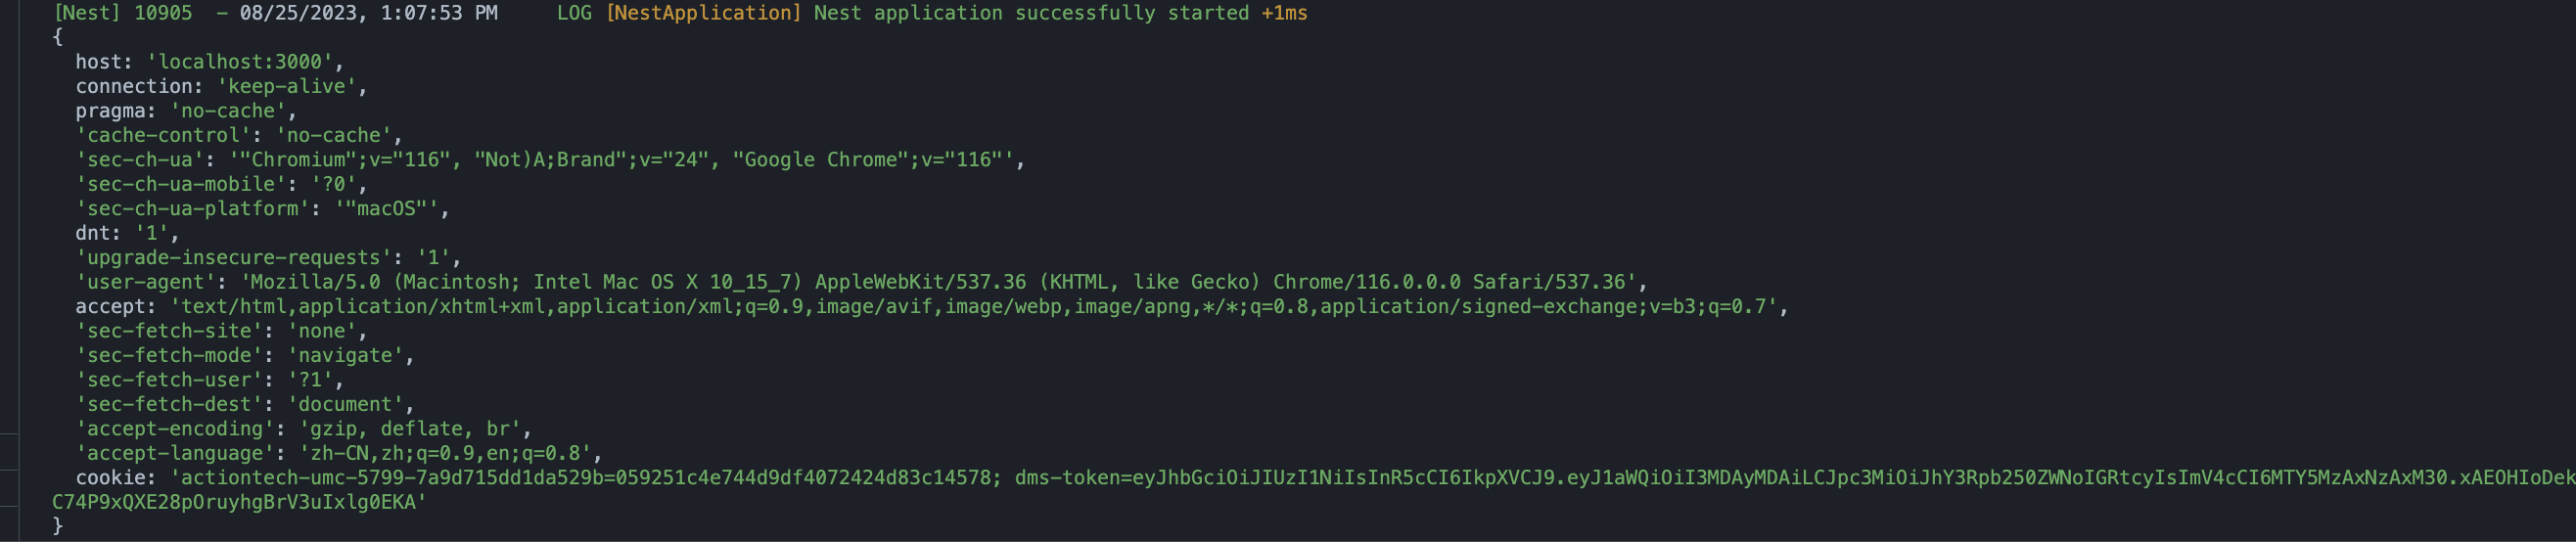 [Nest] 10905  - 08/25/2023, 1:07:53 PM     LOG [NestApplication] Nest application successfully started +1ms
{
  host: 'localhost:3000',
  connection: 'keep-alive',
  pragma: 'no-cache',
  'cache-control': 'no-cache',
  'sec-ch-ua': '"Chromium";v="116", "Not)A;Brand";v="24", "Google Chrome";v="116"',
  'sec-ch-ua-mobile': '?0',
  'sec-ch-ua-platform': '"macOS"',
  dnt: '1',
  'upgrade-insecure-requests': '1',
  'user-agent': 'Mozilla/5.0 (Macintosh; Intel Mac OS X 10_15_7) AppleWebKit/537.36 (KHTML, like Gecko) Chrome/116.0.0.0 Safari/537.36',
  accept: 'text/html,application/xhtml+xml,application/xml;q=0.9,image/avif,image/webp,image/apng,*/*;q=0.8,application/signed-exchange;v=b3;q=0.7',
  'sec-fetch-site': 'none',
  'sec-fetch-mode': 'navigate',
  'sec-fetch-user': '?1',
  'sec-fetch-dest': 'document',
  'accept-encoding': 'gzip, deflate, br',
  'accept-language': 'zh-CN,zh;q=0.9,en;q=0.8',
  cookie: 'actiontech-umc-5799-7a9d715dd1da529b=059251c4e744d9df4072424d83c14578; dms-token=eyJhbGciOiJIUzI1NiIsInR5cCI6IkpXVCJ9.eyJ1aWQiOiI3MDAyMDAiLCJpc3MiOiJhY3Rpb250ZWNoIGRtcyIsImV4cCI6MTY5MzAxNzAxM30.xAEOHIoDek
C74P9xQXE28pOruyhgBrV3uIxlg0EKA'
}